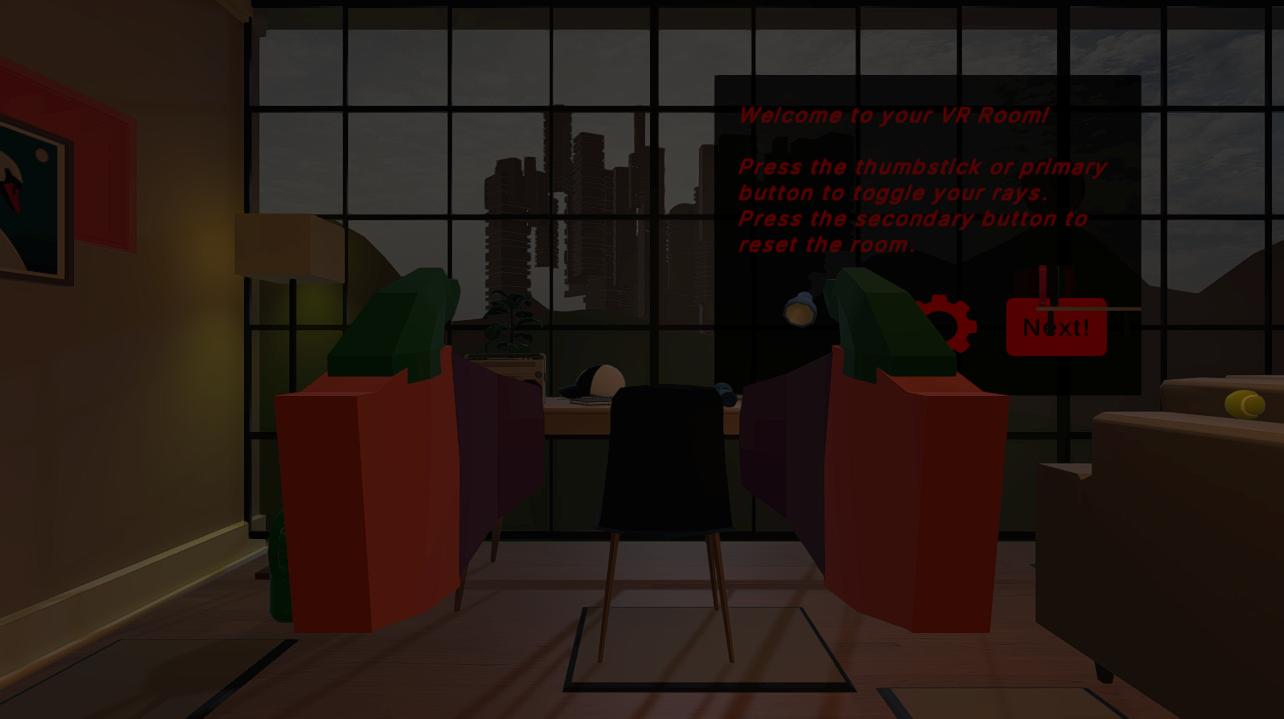 Welcome to your VR Room!
Press the thumbstick or primary
button to toggle your rays.
Press the secondary button to
reset the room.
Next!